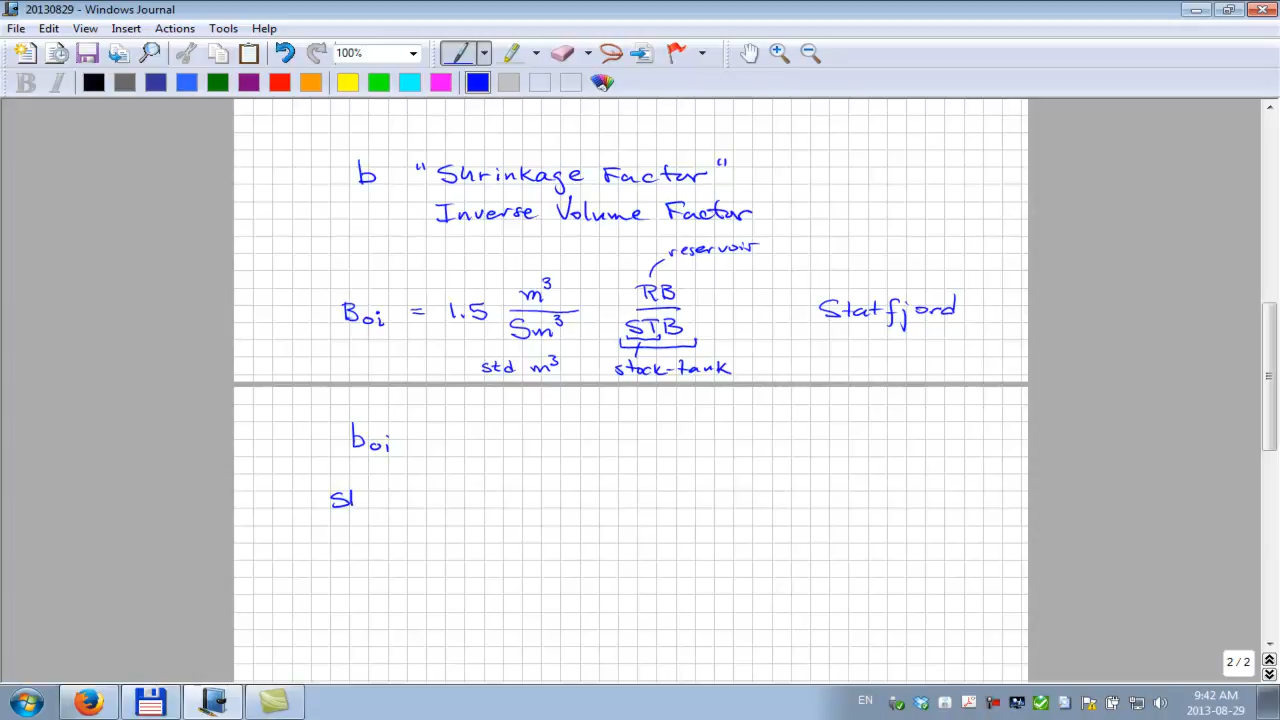 20130829 - Windows Journal
File Edit View Insert Actions Tools Help
100%
b "Shrinkage Factor"
Inverse Volume Factor
reservoir
Boi = 1.5 m³/Sm³ RB/STB Statfjord
std m³ stock-tank
boi
Sh
2 / 2
EN
9:42 AM
2013-08-29